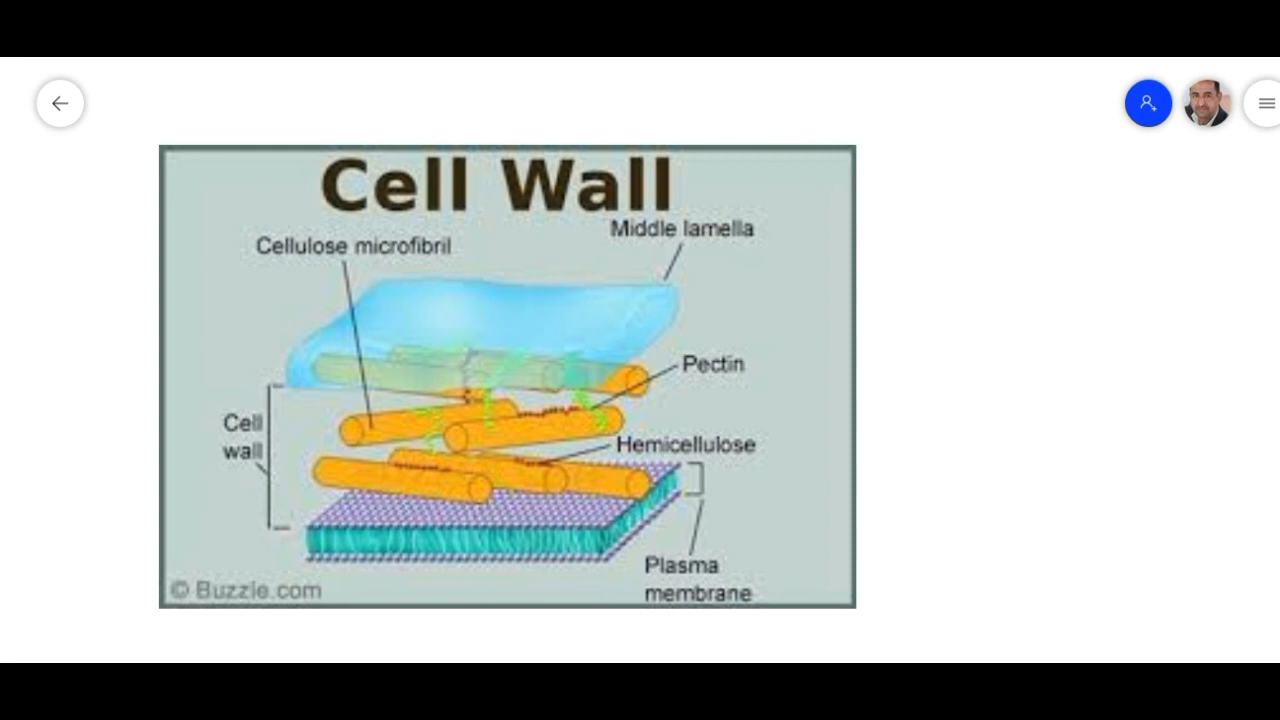 Cell Wall
Middle lamella
Cellulose microfibril
Pectin
Cell
wall
Hemicellulose
Plasma
membrane
© Buzzle.com